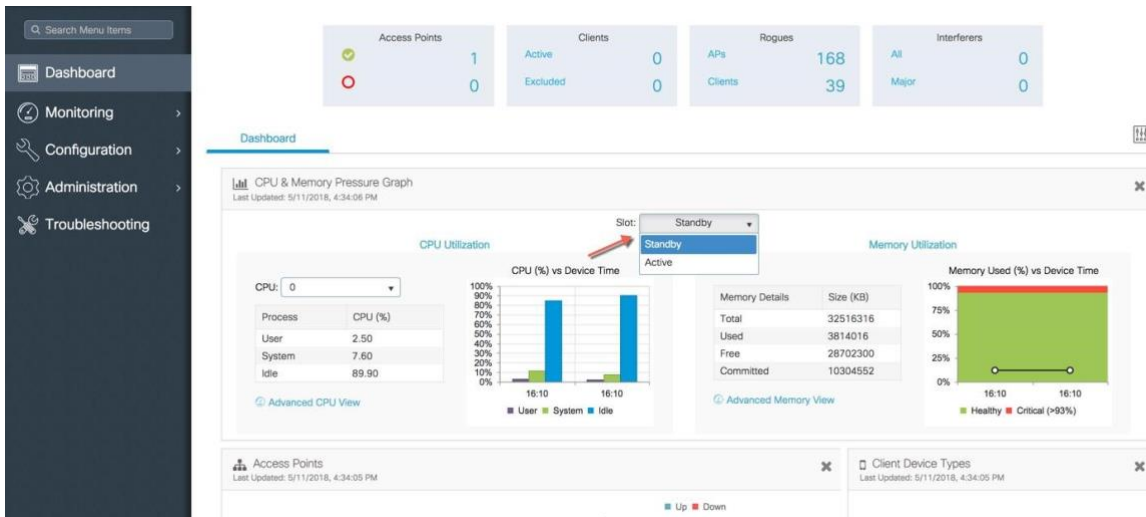 Search Menu Items
Dashboard
Monitoring
Configuration
Administration
Troubleshooting
Access Points
1
0
Clients
Active 0
Excluded 0
Rogues
APs 168
Clients 39
Interferers
All 0
Major 0
Dashboard
CPU & Memory Pressure Graph
Last Updated: 5/11/2018, 4:34:06 PM
Slot: Standby
Standby
Active
CPU Utilization
CPU: 0
Process CPU (%)
User 2.50
System 7.60
Idle 89.90
Advanced CPU View
CPU (%) vs Device Time
100%
90%
80%
70%
60%
50%
40%
30%
20%
10%
0%
16:10 16:10
User System Idle
Memory Utilization
Memory Details Size (KB)
Total 32516316
Used 3814016
Free 28702300
Committed 10304552
Advanced Memory View
Memory Used (%) vs Device Time
100%
75%
50%
25%
0%
16:10 16:10
Healthy Critical (>93%)
Access Points
Last Updated: 5/11/2018, 4:34:05 PM
Up Down
Client Device Types
Last Updated: 5/11/2018, 4:34:05 PM